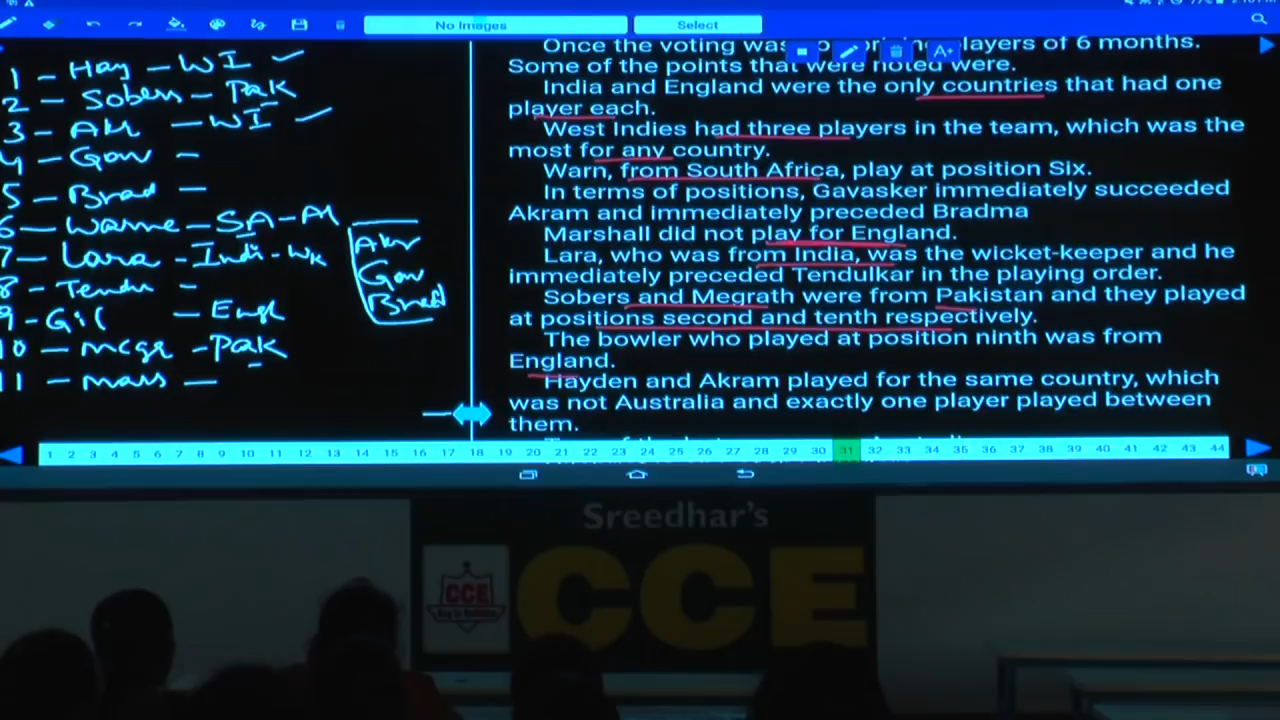 No Images
Select
1 - Hay - WI ✓
2 - Sobers - Pak
3 - Akr - WI ✓
4 - Gav -
5 - Brad -
6 - Warne - SA - Al
7 - Lara - Indi - Wk
8 - Tendu -
9 - Gil - Engl
10 - mcgr - Pak
11 - mars -
Akr
Gav
Brad
A+
Once the voting was layers of 6 months.
Some of the points that were noted were.
India and England were the only countries that had one
player each.
West Indies had three players in the team, which was the
most for any country.
Warn, from South Africa, play at position Six.
In terms of positions, Gavasker immediately succeeded
Akram and immediately preceded Bradma
Marshall did not play for England.
Lara, who was from India, was the wicket-keeper and he
immediately preceded Tendulkar in the playing order.
Sobers and Megrath were from Pakistan and they played
at positions second and tenth respectively.
The bowler who played at position ninth was from
England.
Hayden and Akram played for the same country, which
was not Australia and exactly one player played between
them.
1 2 3 4 5 6 7 8 9 10 11 12 13 14 15 16 17 18 19 20 21 22 23 24 25 26 27 28 29 30 31 32 33 34 35 36 37 38 39 40 41 42 43 44
Sreedhar's
CCE
CCE